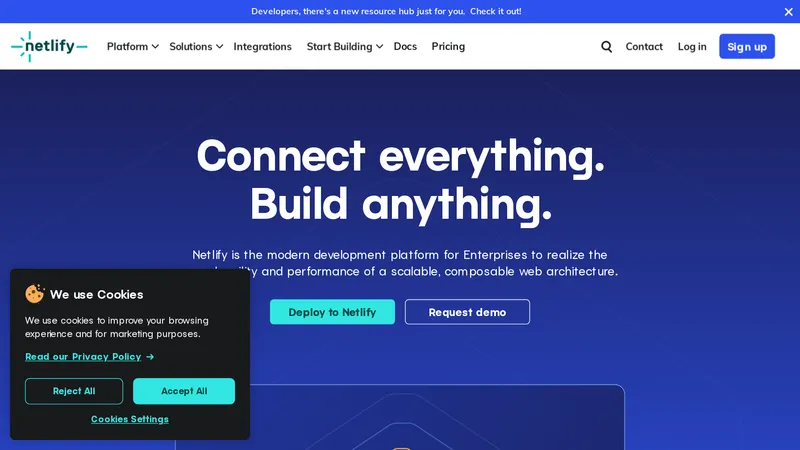 Developers, there's a new resource hub just for you. Check it out!
netlify
Platform
Solutions
Integrations
Start Building
Docs
Pricing
Contact
Log in
Sign up
Connect everything.
Build anything.
Netlify is the modern development platform for Enterprises to realize the
and performance of a scalable, composable web architecture.
Deploy to Netlify
Request demo
We use Cookies
We use cookies to improve your browsing
experience and for marketing purposes.
Read our Privacy Policy
Reject All
Accept All
Cookies Settings